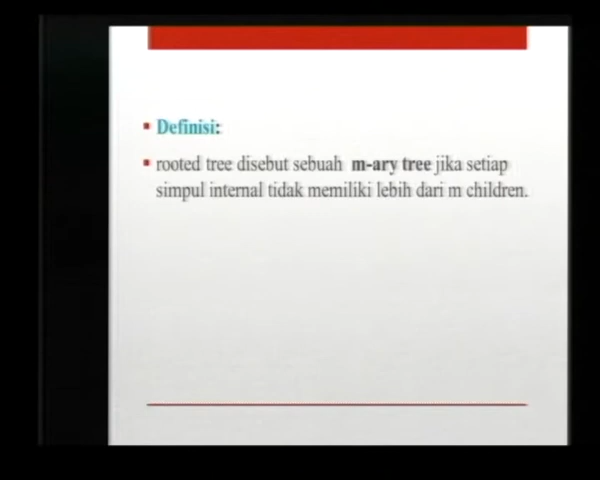 Definisi:
rooted tree disebut sebuah m-ary tree jika setiap
simpul internal tidak memiliki lebih dari m children.